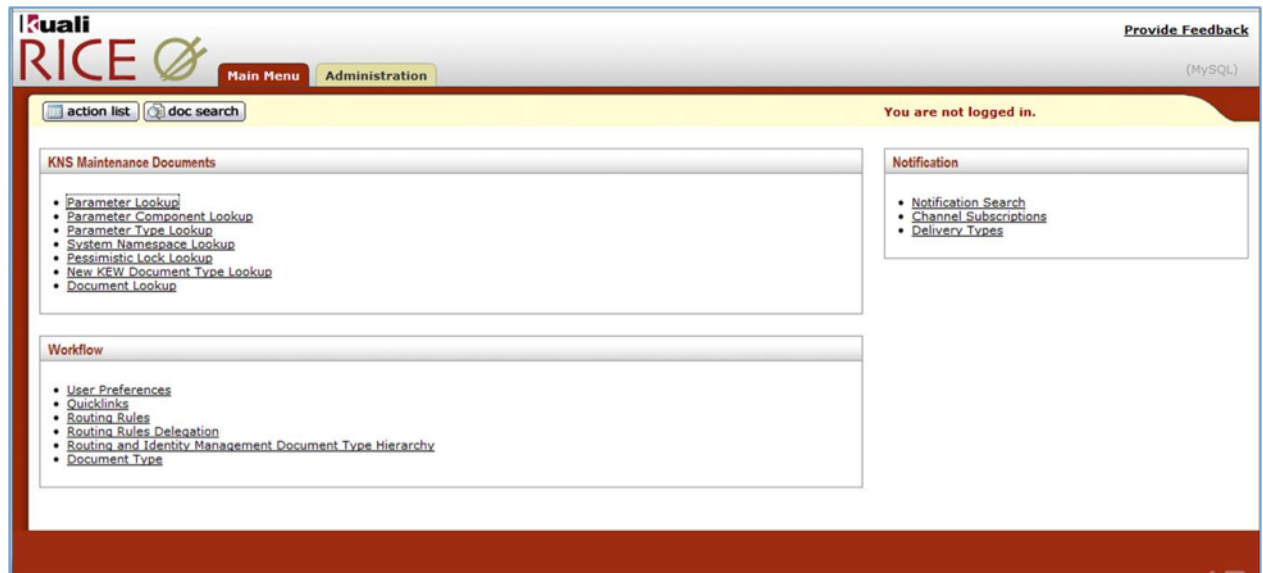 Kuali
RICE
Provide Feedback
Main Menu Administration
(MySQL)
action list doc search
You are not logged in.
KNS Maintenance Documents
Parameter Lookup
Parameter Component Lookup
Parameter Type Lookup
System Namespace Lookup
Pessimistic Lock Lookup
New KEW Document Type Lookup
Document Lookup
Notification
Notification Search
Channel Subscriptions
Delivery Types
Workflow
User Preferences
Quicklinks
Routing Rules
Routing Rules Delegation
Routing and Identity Management Document Type Hierarchy
Document Type